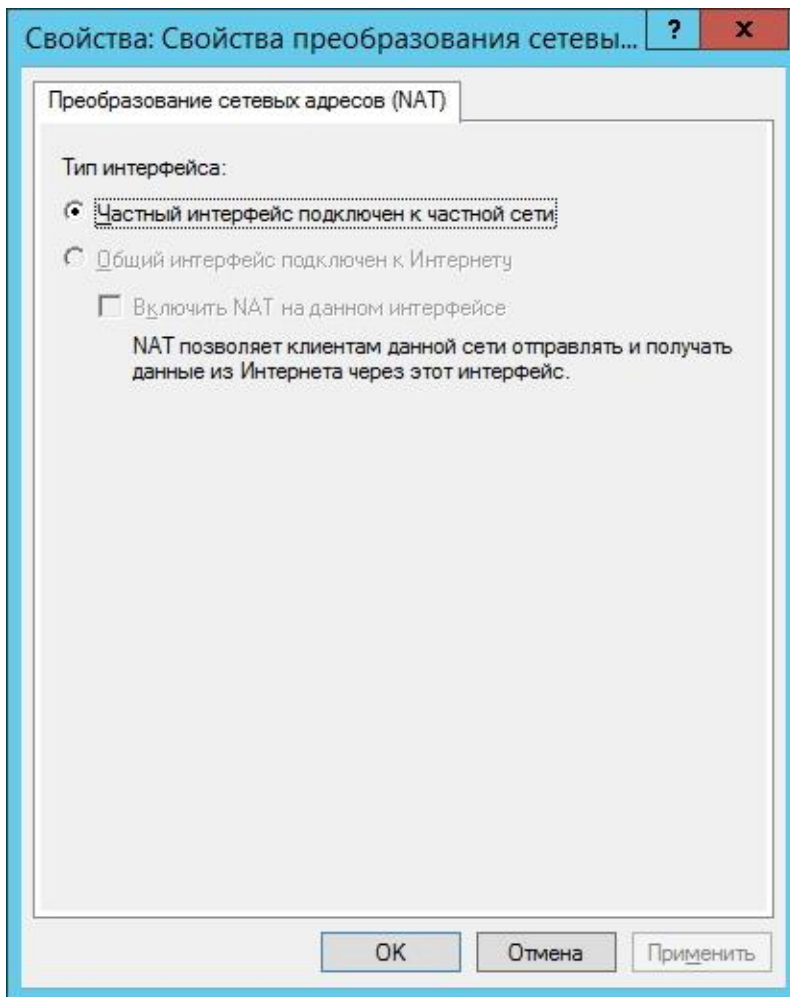 Свойства: Свойства преобразования сетевы...
?
x
Преобразование сетевых адресов (NAT)
Тип интерфейса:
Частный интерфейс подключен к частной сети
Общий интерфейс подключен к Интернету
Включить NAT на данном интерфейсе
NAT позволяет клиентам данной сети отправлять и получать
данные из Интернета через этот интерфейс.
OK
Отмена
Применить